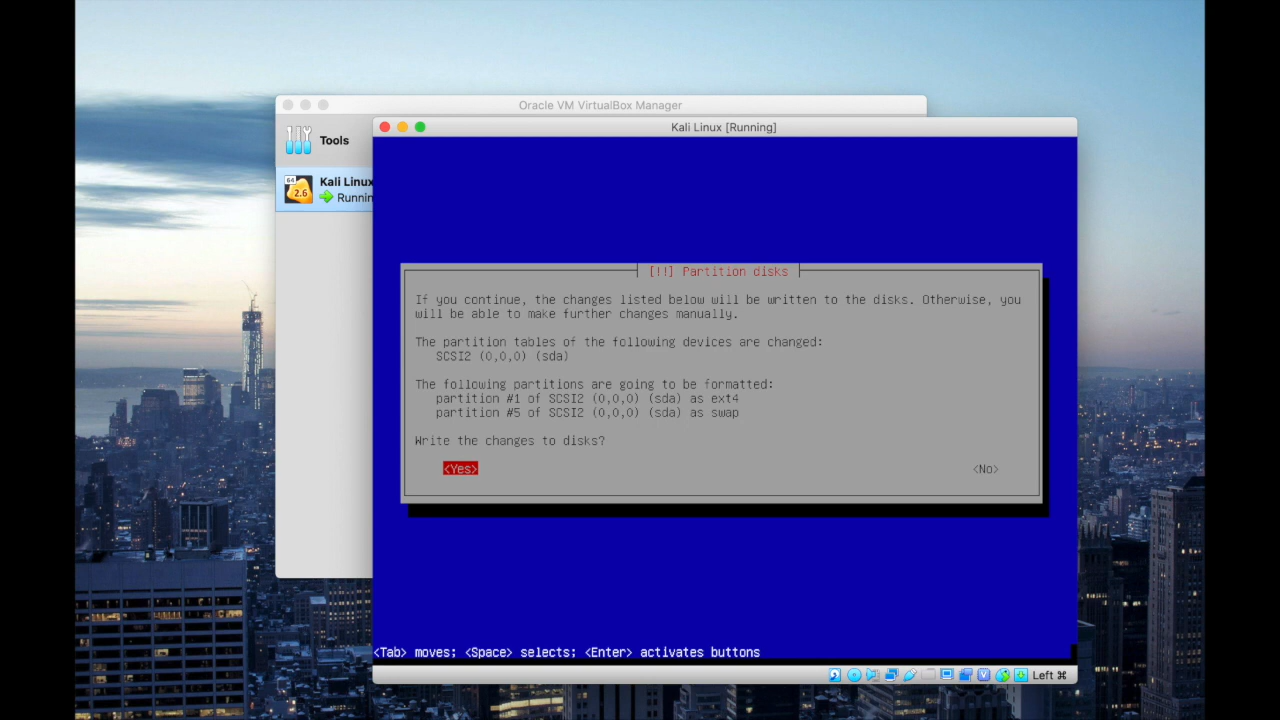 Oracle VM VirtualBox Manager
Tools
64
2.6
Kali Linux
Runnin
Kali Linux [Running]
[!!] Partition disks
If you continue, the changes listed below will be written to the disks. Otherwise, you
will be able to make further changes manually.
The partition tables of the following devices are changed:
SCSI2 (0,0,0) (sda)
The following partitions are going to be formatted:
partition #1 of SCSI2 (0,0,0) (sda) as ext4
partition #5 of SCSI2 (0,0,0) (sda) as swap
Write the changes to disks?
<Yes> <No>
<Tab> moves; <Space> selects; <Enter> activates buttons
Left ⌘